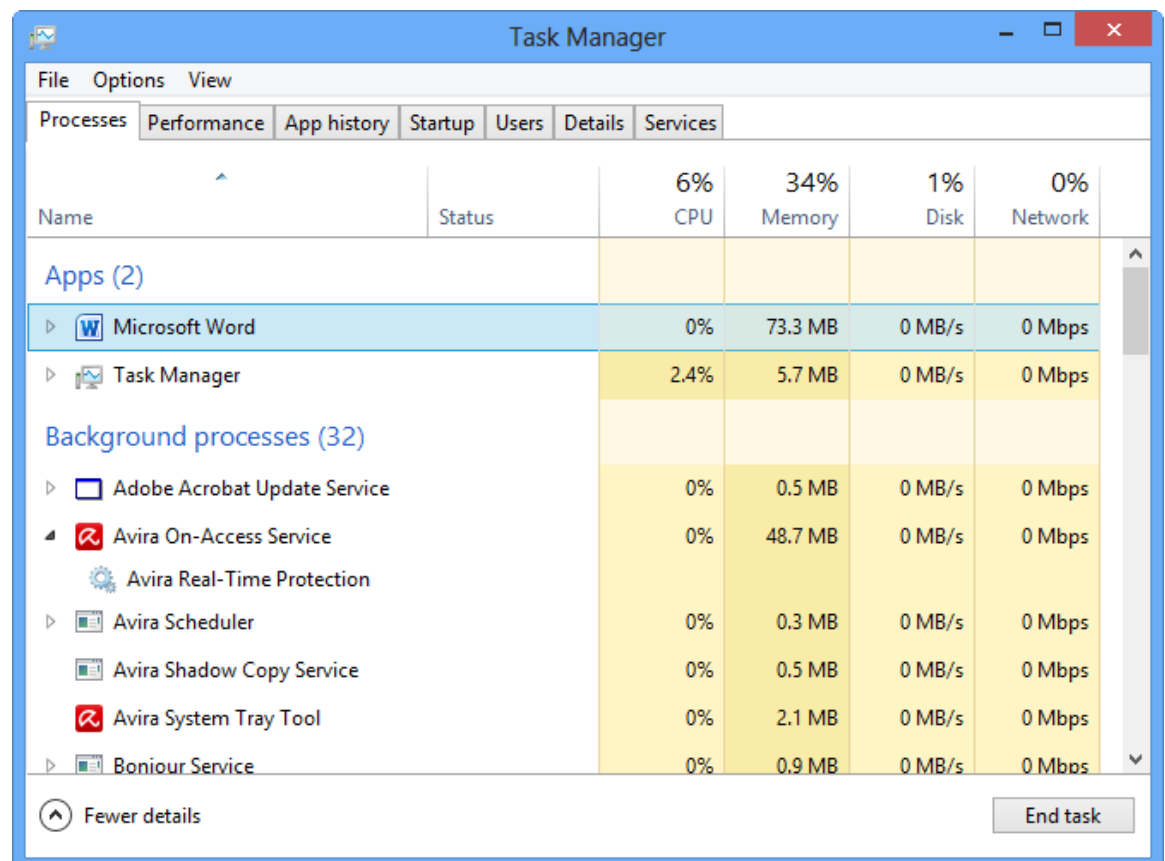 Task Manager
File Options View
Processes Performance App history Startup Users Details Services
6% 34% 1% 0%
Name Status CPU Memory Disk Network
Apps (2)
Microsoft Word 0% 73.3 MB 0 MB/s 0 Mbps
Task Manager 2.4% 5.7 MB 0 MB/s 0 Mbps
Background processes (32)
Adobe Acrobat Update Service 0% 0.5 MB 0 MB/s 0 Mbps
Avira On-Access Service 0% 48.7 MB 0 MB/s 0 Mbps
Avira Real-Time Protection
Avira Scheduler 0% 0.3 MB 0 MB/s 0 Mbps
Avira Shadow Copy Service 0% 0.5 MB 0 MB/s 0 Mbps
Avira System Tray Tool 0% 2.1 MB 0 MB/s 0 Mbps
Bonjour Service 0% 0.9 MB 0 MB/s 0 Mbps
Fewer details End task